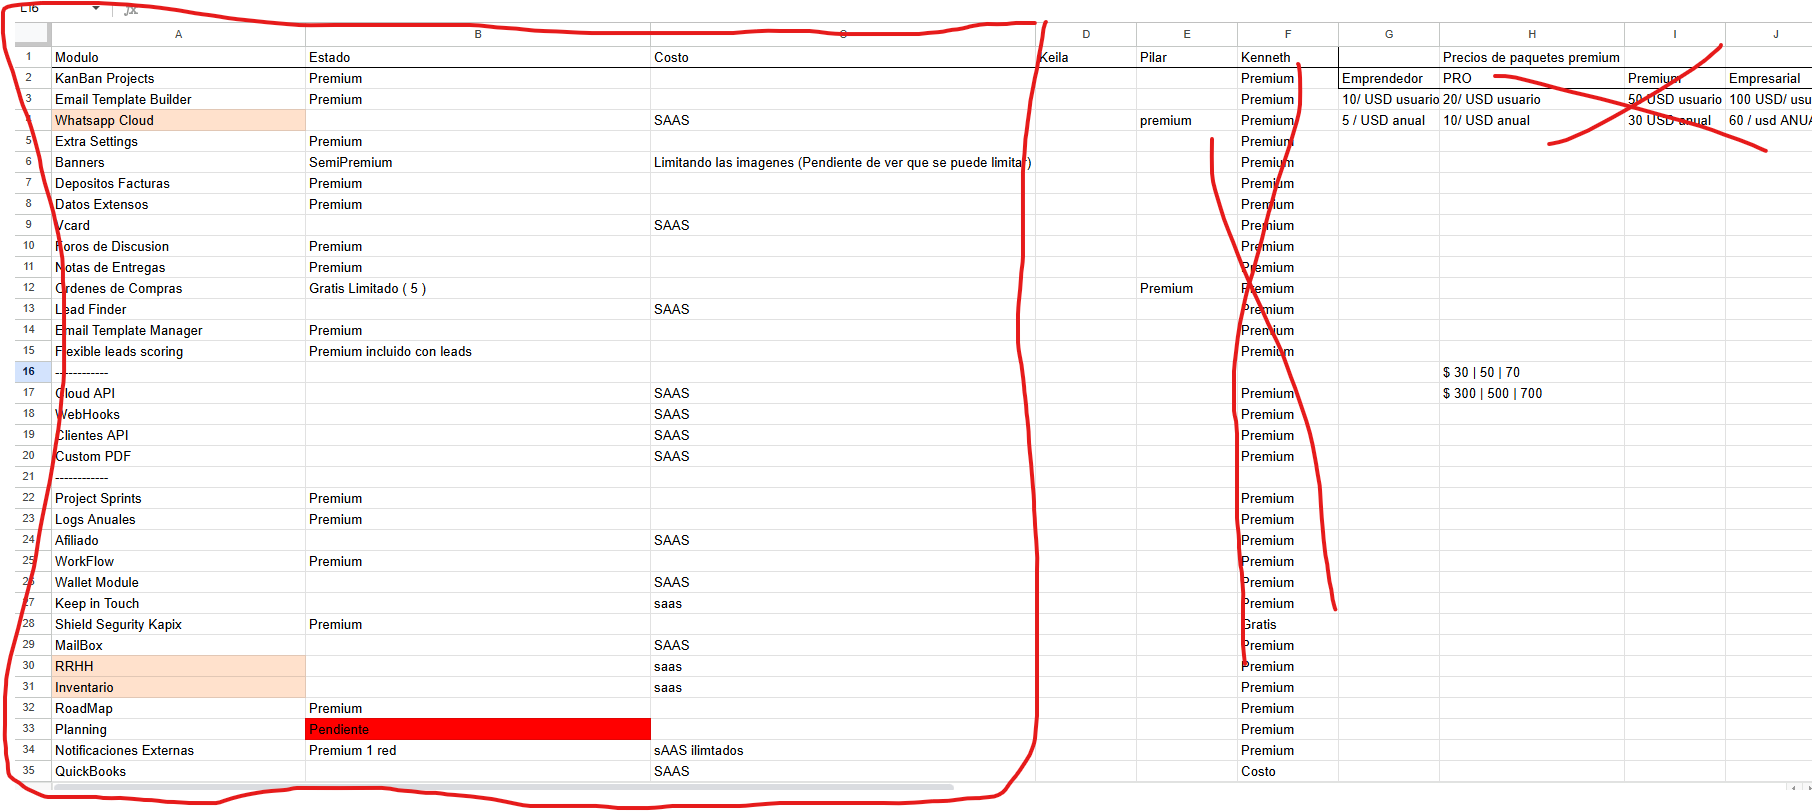 L16 fx
A B C D E F G H I J
1 Modulo Estado Costo Keila Pilar Kenneth Precios de paquetes premium
2 KanBan Projects Premium Premium Emprendedor PRO Premium Empresarial
3 Email Template Builder Premium Premium 10/ USD usuario 20/ USD usuario 50 USD usuario 100 USD/ usu
4 Whatsapp Cloud SAAS premium Premium 5 / USD anual 10/ USD anual 30 USD anual 60 / usd ANUA
5 Extra Settings Premium Premium
6 Banners SemiPremium Limitando las imagenes (Pendiente de ver que se puede limitar) Premium
7 Depositos Facturas Premium Premium
8 Datos Extensos Premium Premium
9 Vcard SAAS Premium
10 Foros de Discusion Premium Premium
11 Notas de Entregas Premium Premium
12 Ordenes de Compras Gratis Limitado ( 5 ) Premium Premium
13 Lead Finder SAAS Premium
14 Email Template Manager Premium Premium
15 Flexible leads scoring Premium incluido con leads Premium
16 ------------ $ 30 | 50 | 70
17 Cloud API SAAS Premium $ 300 | 500 | 700
18 WebHooks SAAS Premium
19 Clientes API SAAS Premium
20 Custom PDF SAAS Premium
21 ------------
22 Project Sprints Premium Premium
23 Logs Anuales Premium Premium
24 Afiliado SAAS Premium
25 WorkFlow Premium Premium
26 Wallet Module SAAS Premium
27 Keep in Touch saas Premium
28 Shield Segurity Kapix Premium Gratis
29 MailBox SAAS Premium
30 RRHH saas Premium
31 Inventario saas Premium
32 RoadMap Premium Premium
33 Planning Pendiente Premium
34 Notificaciones Externas Premium 1 red sAAS ilimtados Premium
35 QuickBooks SAAS Costo